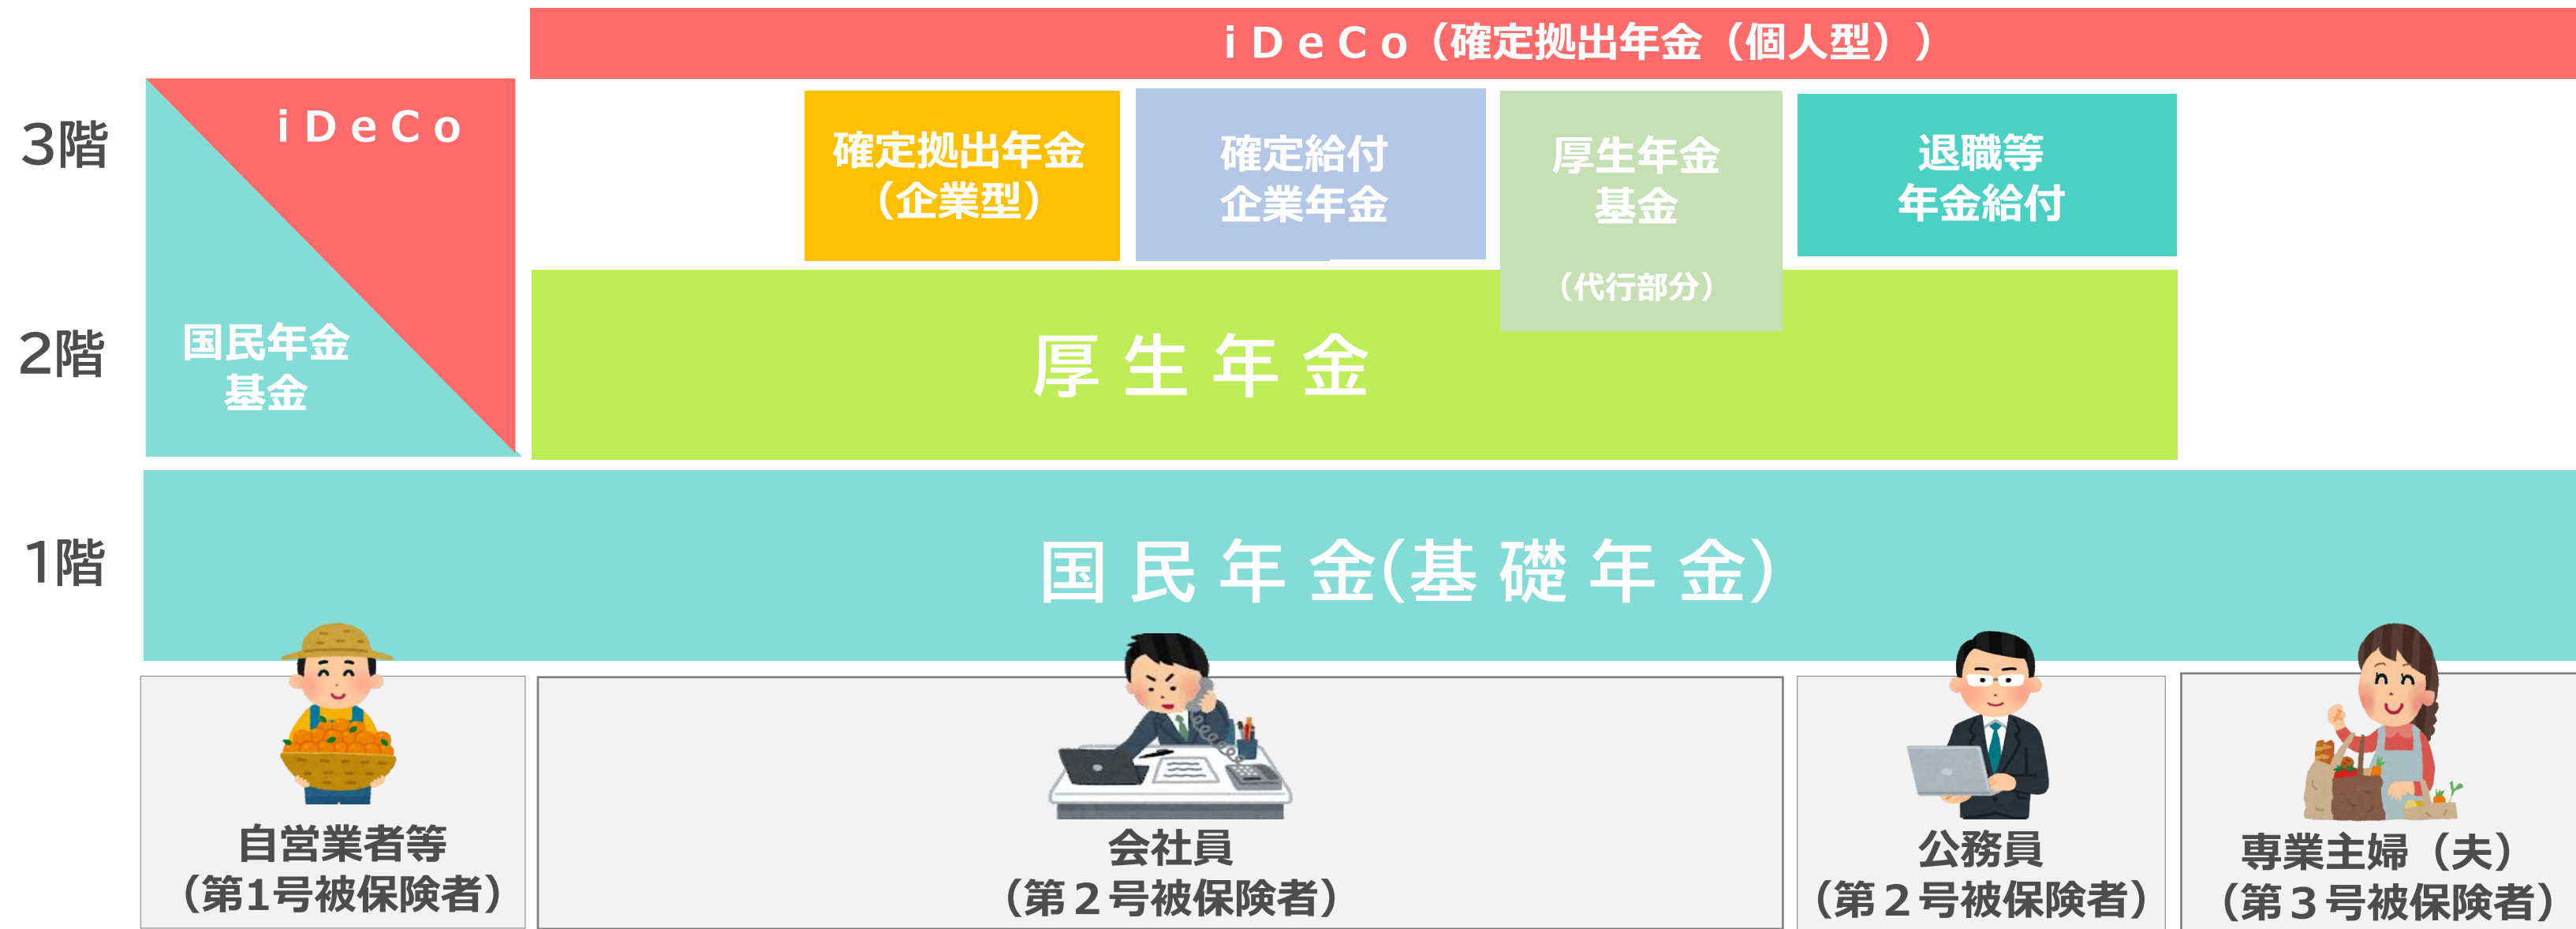 ｉＤｅＣｏ（確定拠出年金（個人型））
3階
ｉＤｅＣｏ
確定拠出年金
（企業型）
確定給付
企業年金
厚生年金
基金
（代行部分）
退職等
年金給付
2階
国民年金
基金
厚 生 年 金
1階
国 民 年 金(基 礎 年 金)
自営業者等
（第1号被保険者）
会社員
（第２号被保険者）
公務員
（第２号被保険者）
専業主婦（夫）
（第３号被保険者）